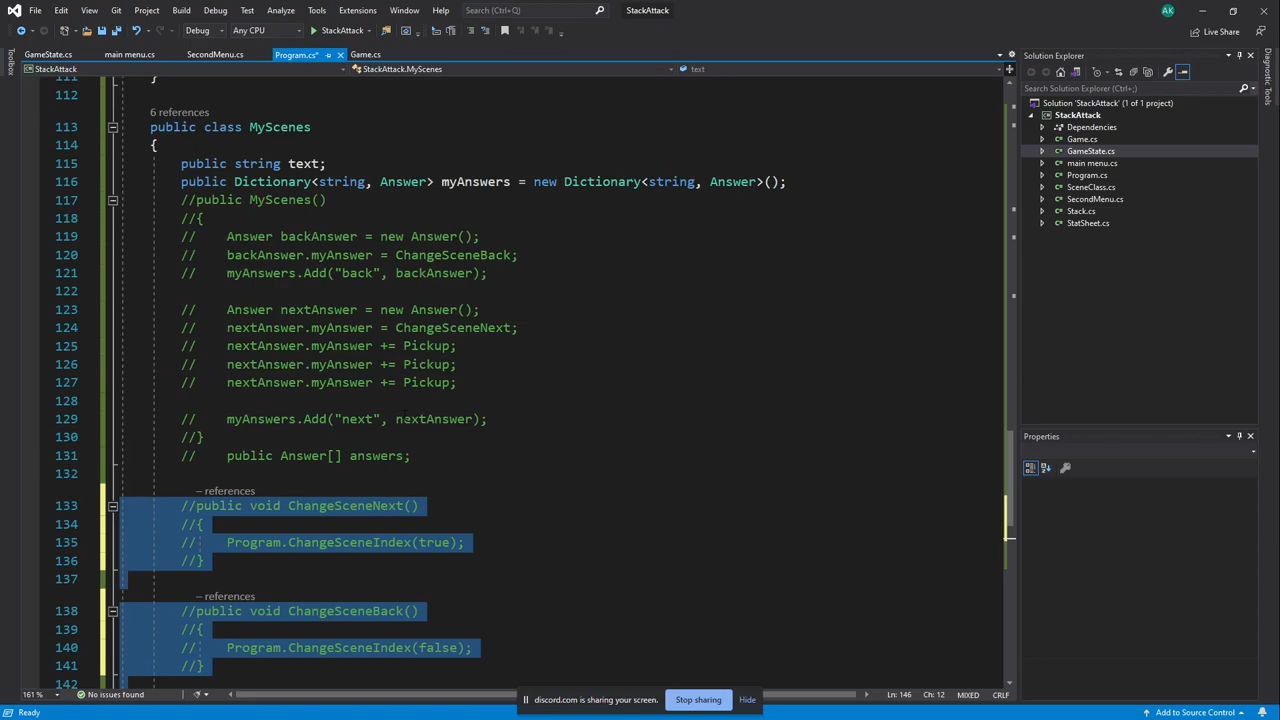 File Edit View Git Project Build Debug Test Analyze Tools Extensions Window Help Search (Ctrl+;) StackAttack AK
Debug Any CPU StackAttack Live Share
GameState.cs main menu.cs SecondMenu.cs Program.cs* Game.cs
StackAttack StackAttack.MyScenes text
Toolbox
111 }
112
6 references
113 public class MyScenes
114 {
115 public string text;
116 public Dictionary<string, Answer> myAnswers = new Dictionary<string, Answer>();
117 //public MyScenes()
118 //{
119 // Answer backAnswer = new Answer();
120 // backAnswer.myAnswer = ChangeSceneBack;
121 // myAnswers.Add("back", backAnswer);
122
123 // Answer nextAnswer = new Answer();
124 // nextAnswer.myAnswer = ChangeSceneNext;
125 // nextAnswer.myAnswer += Pickup;
126 // nextAnswer.myAnswer += Pickup;
127 // nextAnswer.myAnswer += Pickup;
128
129 // myAnswers.Add("next", nextAnswer);
130 //}
131 // public Answer[] answers;
132
– references
133 //public void ChangeSceneNext()
134 //{
135 // Program.ChangeSceneIndex(true);
136 //}
137
– references
138 //public void ChangeSceneBack()
139 //{
140 // Program.ChangeSceneIndex(false);
141 //}
142
161 % No issues found Ln: 146 Ch: 12 MIXED CRLF
discord.com is sharing your screen. Stop sharing Hide
Ready Add to Source Control
Solution Explorer
Search Solution Explorer (Ctrl+;)
Solution 'StackAttack' (1 of 1 project)
StackAttack
Dependencies
Game.cs
GameState.cs
main menu.cs
Program.cs
SceneClass.cs
SecondMenu.cs
Stack.cs
StatSheet.cs
Properties
Diagnostic Tools